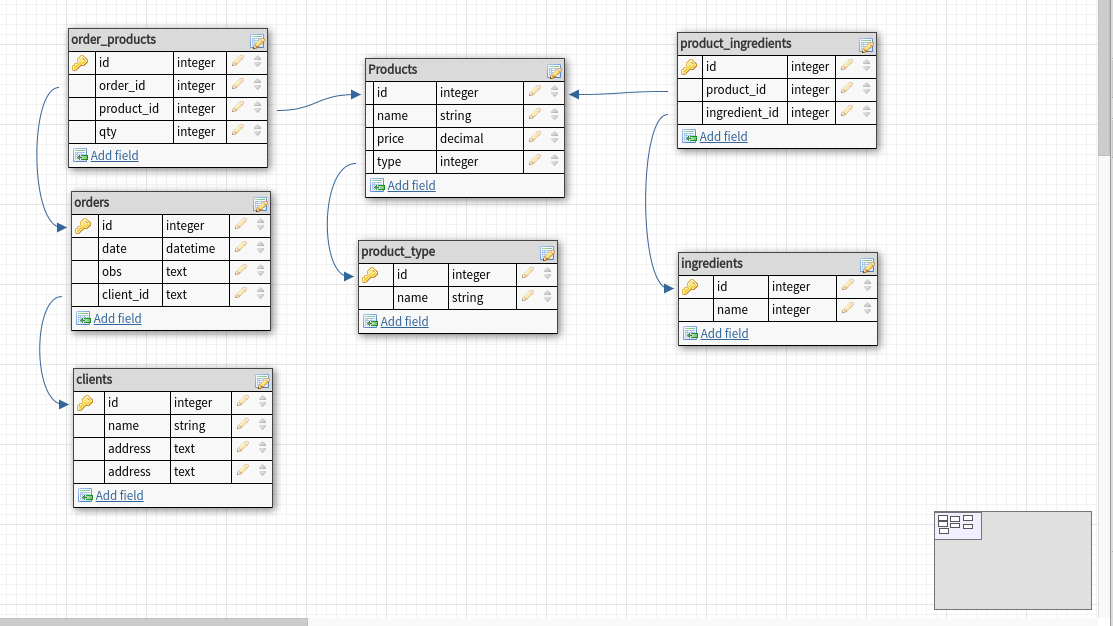 order_products
id integer
order_id integer
product_id integer
qty integer
Add field
orders
id integer
date datetime
obs text
client_id text
Add field
clients
id integer
name string
address text
address text
Add field
Products
id integer
name string
price decimal
type integer
Add field
product_type
id integer
name string
Add field
product_ingredients
id integer
product_id integer
ingredient_id integer
Add field
ingredients
id integer
name integer
Add field